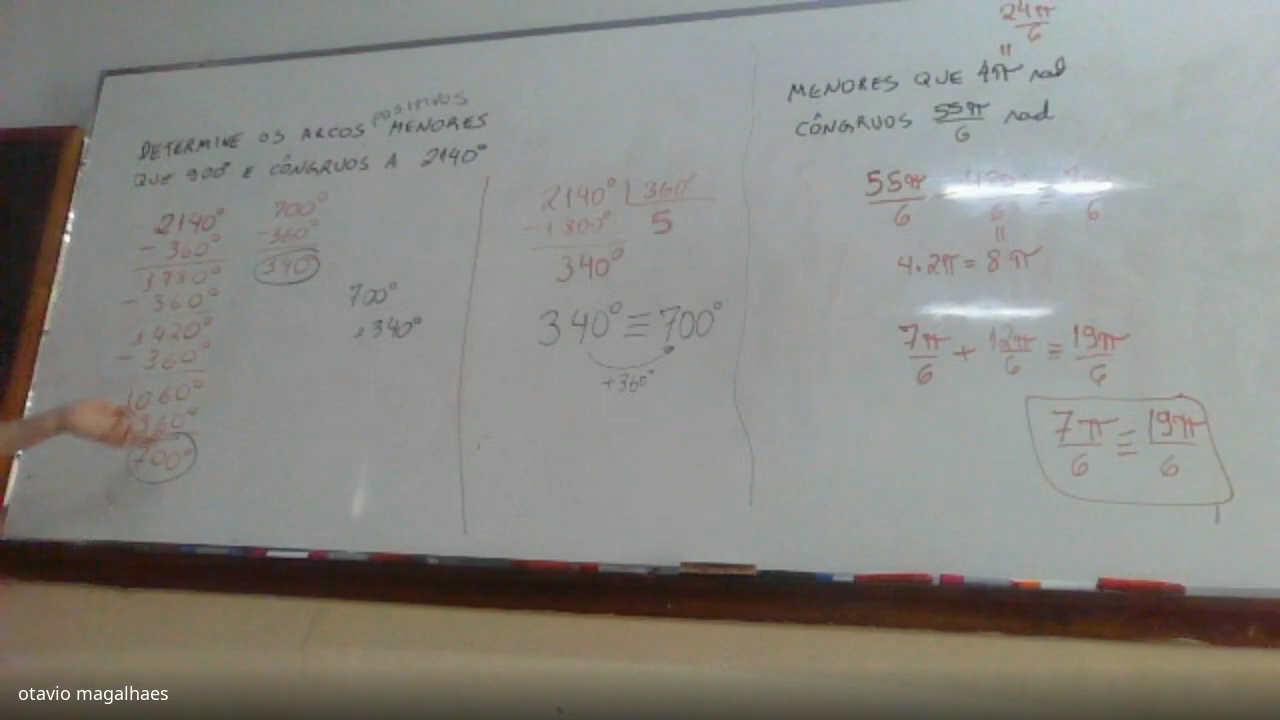 DETERMINE OS ARCOS POSITIVOS MENORES
QUE 900° E CÔNGRUOS A 2140°
2140°
- 360°
1780°
- 360°
1420°
- 360°
1060°
360°
700°
700°
-360°
340°
700°
340°
2140° 360°
-1800° 5
340°
340° ≡ 700°
+360°
24π/6
=
MENORES QUE 4π rad
CÔNGRUOS 55π/6 rad
55π/6 -
4.2π = 8π
7π/6 + 12π/6 ≡ 19π/6
7π/6 ≡ 19π/6
otavio magalhaes